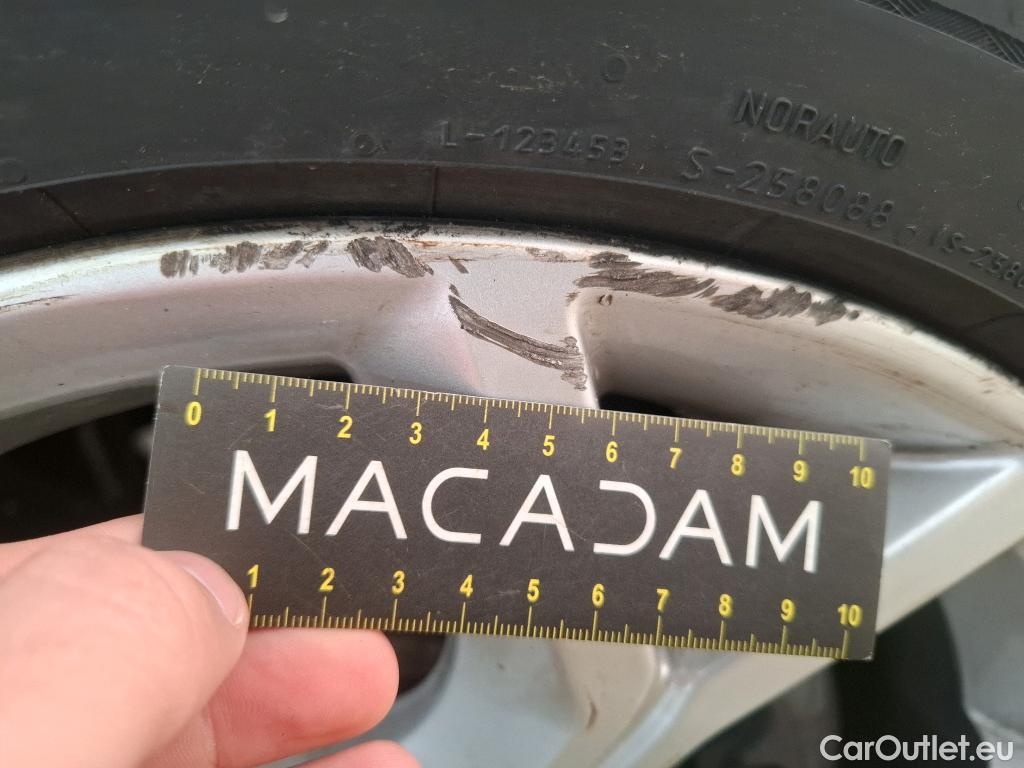 NORAUTO
L-123453
S-258088
0 1 2 3 4 5 6 7 8 9 10
MACADAM
1 2 3 4 5 6 7 8 9 10
CarOutlet.eu